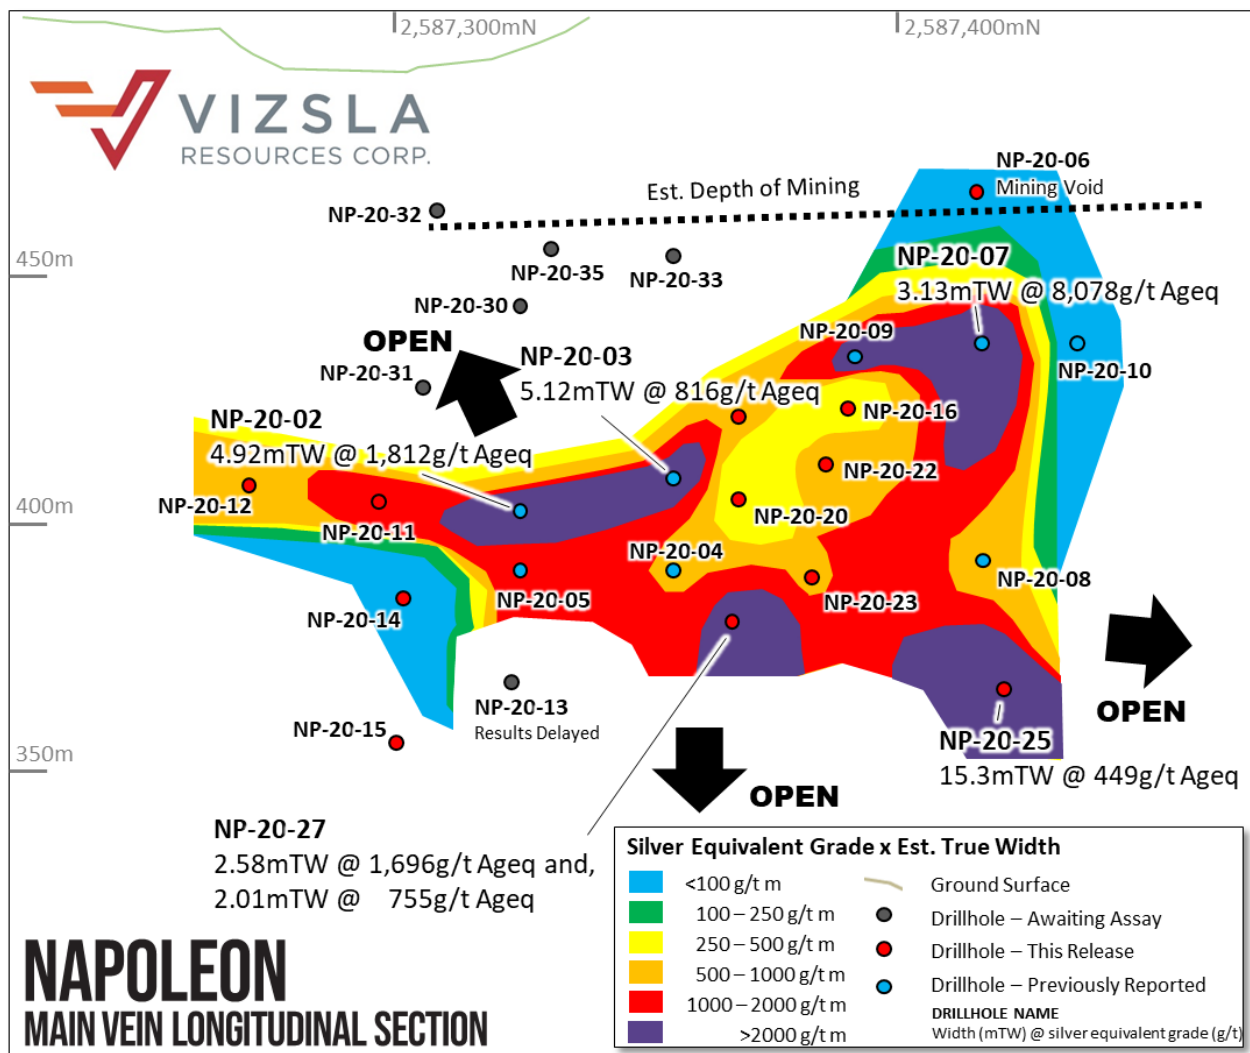 2,587,300mN
2,587,400mN
VIZSLA
RESOURCES CORP.
NP-20-06
Mining Void
Est. Depth of Mining
NP-20-32
NP-20-35
NP-20-33
450m
NP-20-07
3.13mTW @ 8,078g/t Ageq
NP-20-30
OPEN
NP-20-09
NP-20-03
5.12mTW @ 816g/t Ageq
NP-20-10
NP-20-31
NP-20-16
NP-20-02
4.92mTW @ 1,812g/t Ageq
NP-20-22
NP-20-12
400m
NP-20-11
NP-20-20
NP-20-04
NP-20-05
NP-20-08
NP-20-23
NP-20-14
NP-20-13
Results Delayed
NP-20-15
OPEN
NP-20-25
15.3mTW @ 449g/t Ageq
350m
OPEN
NP-20-27
2.58mTW @ 1,696g/t Ageq and,
2.01mTW @ 755g/t Ageq
Silver Equivalent Grade x Est. True Width
<100 g/t m
100 – 250 g/t m
250 – 500 g/t m
500 – 1000 g/t m
1000 – 2000 g/t m
>2000 g/t m
Ground Surface
Drillhole – Awaiting Assay
Drillhole – This Release
Drillhole – Previously Reported
DRILLHOLE NAME
Width (mTW) @ silver equivalent grade (g/t)
NAPOLEON
MAIN VEIN LONGITUDINAL SECTION